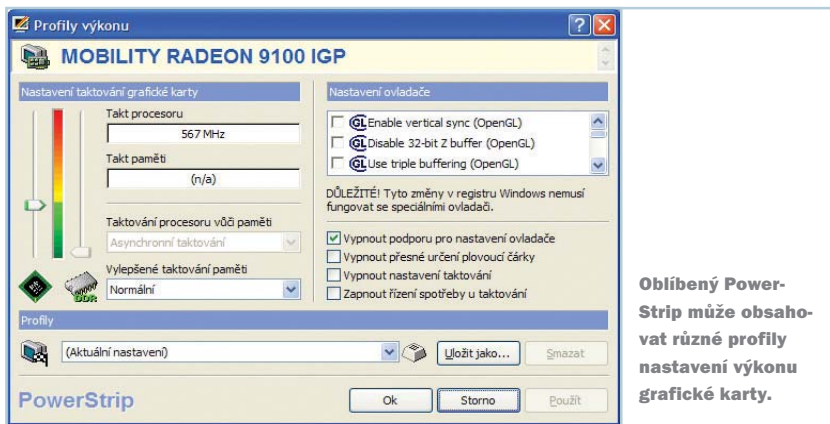 Profily výkonu
MOBILITY RADEON 9100 IGP
Nastavení taktování grafické karty
Takt procesoru
567 MHz
Takt paměti
(n/a)
Taktování procesoru vůči paměti
Asynchronní taktování
Vylepšené taktování paměti
Normální
DDR
Nastavení ovladače
GL Enable vertical sync (OpenGL)
GL Disable 32-bit Z buffer (OpenGL)
GL Use triple buffering (OpenGL)
DŮLEŽITÉ! Tyto změny v registru Windows nemusí
fungovat se speciálními ovladači.
Vypnout podporu pro nastavení ovladače
Vypnout přesné určení plovoucí čárky
Vypnout nastavení taktování
Zapnout řízení spotřeby u taktování
Profily
(Aktuální nastavení)
Uložit jako...
Smazat
PowerStrip
Ok
Storno
Použít
Oblíbený Power-
Strip může obsaho-
vat různé profily
nastavení výkonu
grafické karty.